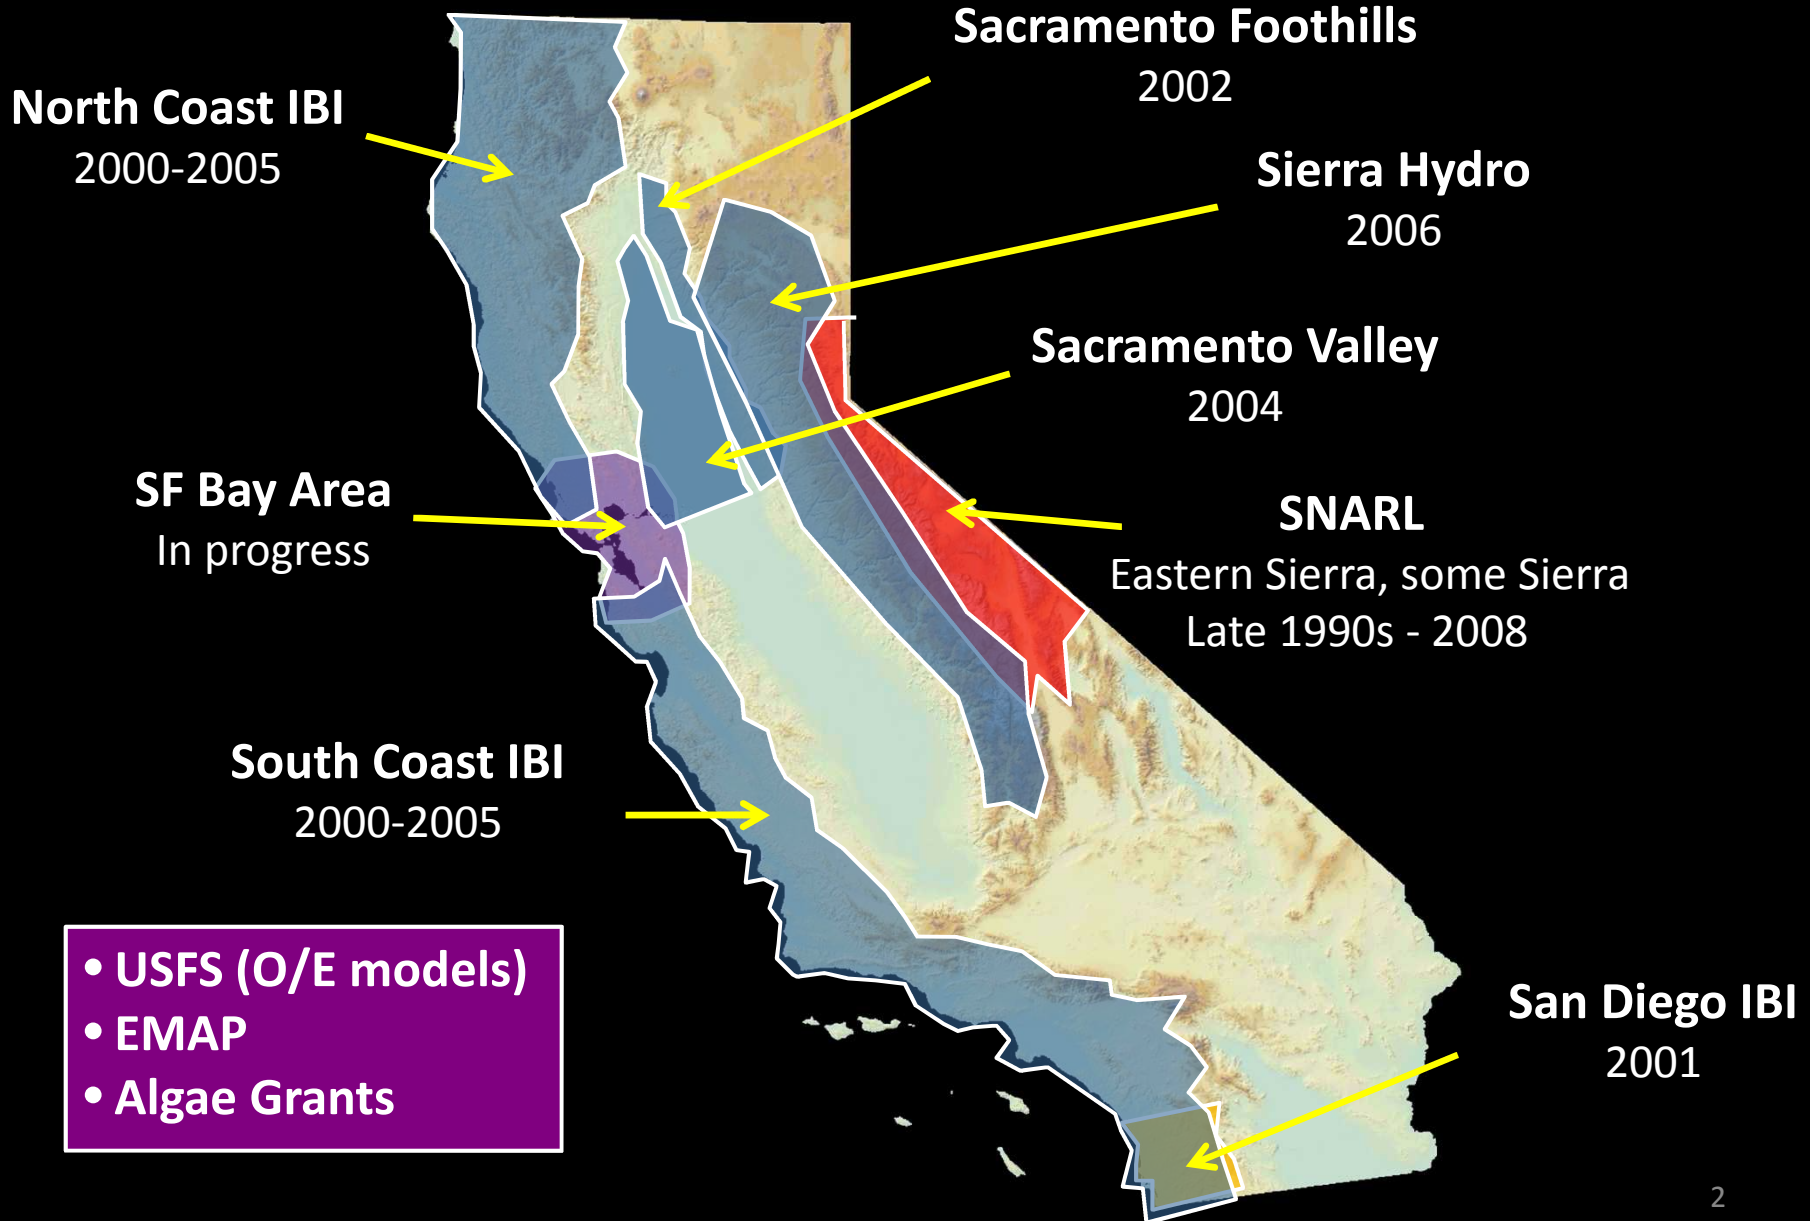 Sacramento Foothills
2002
North Coast IBI
2000-2005
Sierra Hydro
2006
Sacramento Valley
2004
SF Bay Area
In progress
SNARL
Eastern Sierra, some Sierra
Late 1990s - 2008
South Coast IBI
2000-2005
• USFS (O/E models)
• EMAP
• Algae Grants
San Diego IBI
2001
2